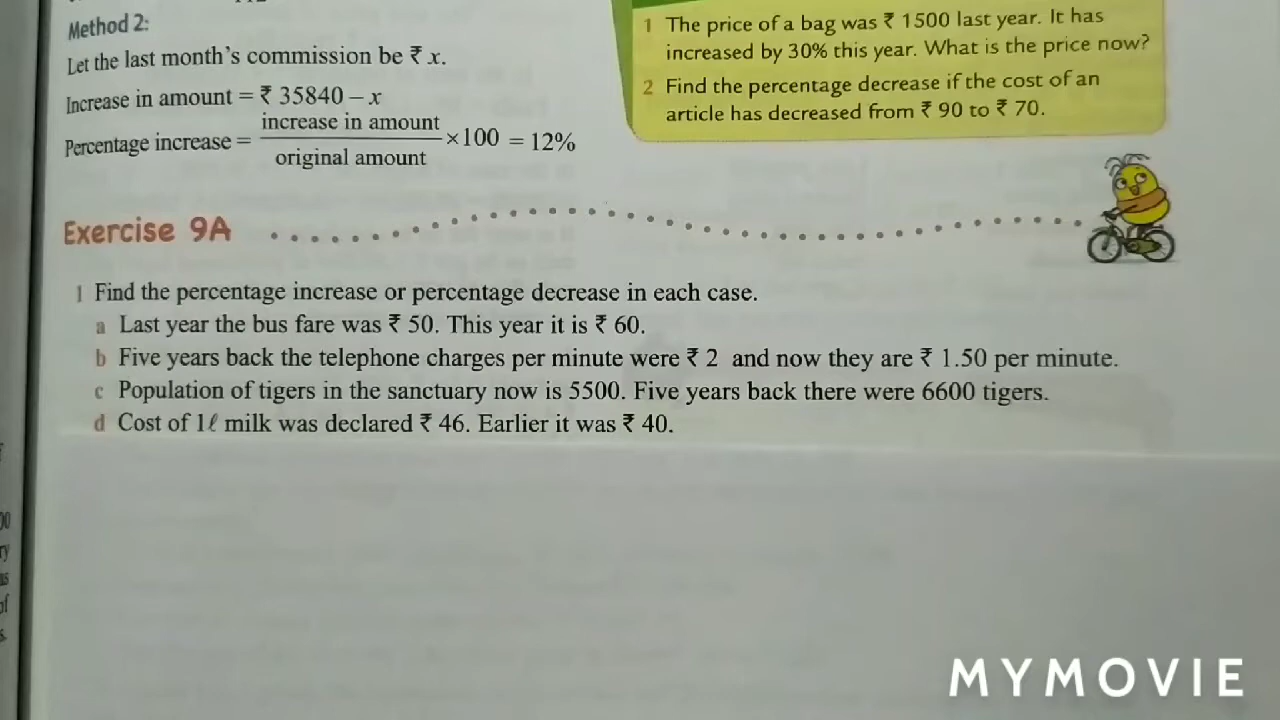 Method 2:
Let the last month's commission be ₹ x.
Increase in amount = ₹ 35840 – x
Percentage increase = increase in amount / original amount ×100 = 12%
1 The price of a bag was ₹ 1500 last year. It has
increased by 30% this year. What is the price now?
2 Find the percentage decrease if the cost of an
article has decreased from ₹ 90 to ₹ 70.
Exercise 9A
1 Find the percentage increase or percentage decrease in each case.
a Last year the bus fare was ₹ 50. This year it is ₹ 60.
b Five years back the telephone charges per minute were ₹ 2 and now they are ₹ 1.50 per minute.
c Population of tigers in the sanctuary now is 5500. Five years back there were 6600 tigers.
d Cost of 1ℓ milk was declared ₹ 46. Earlier it was ₹ 40.
MYMOVIE